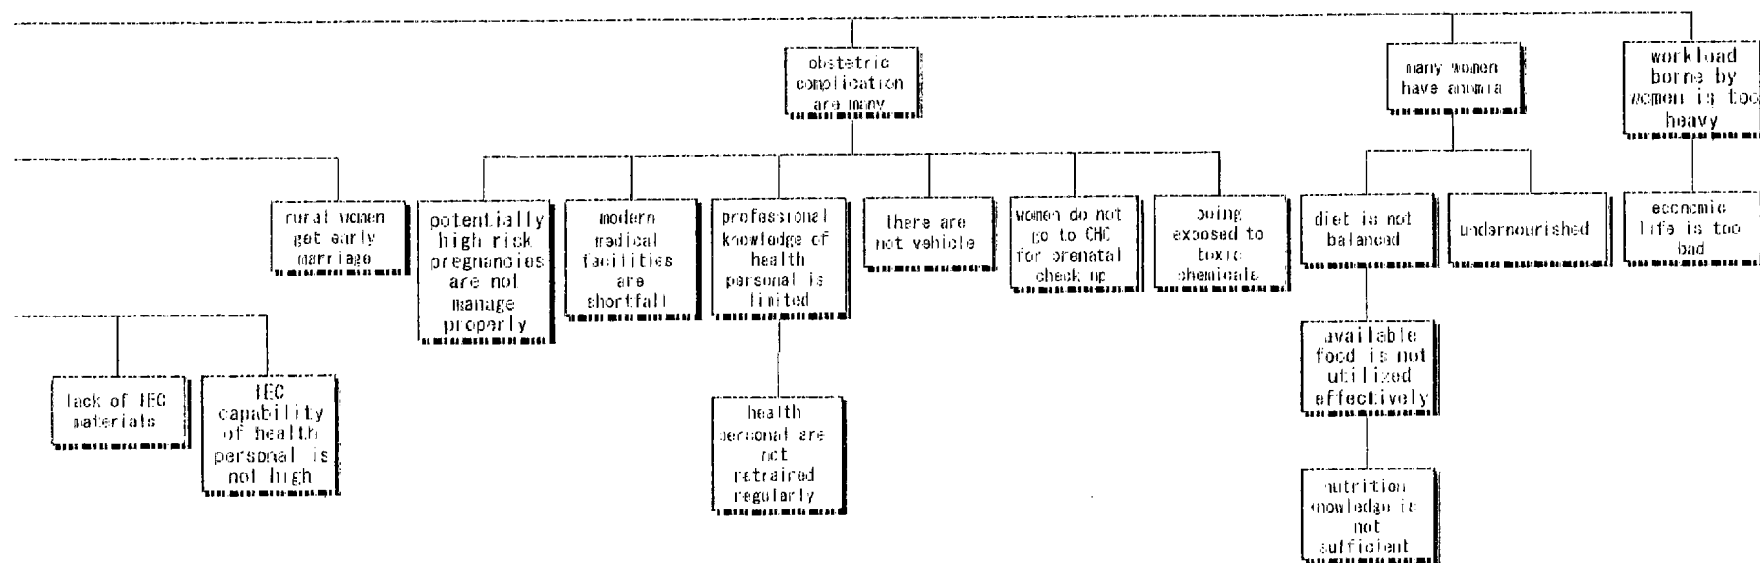 obstetric
complication
are many
many women
have anomia
workload
borne by
women is too
heavy
rural women
get early
marriage
potentially
high risk
pregnancies
are not
manage
properly
modern
medical
facilities
are
shortfall
professional
knowledge of
health
personal is
limited
there are
not vehicle
women do not
go to CHC
for prenatal
check up
being
exposed to
toxic
chemicals
diet is not
balanced
undernourished
economic
life is too
bad
lack of IEC
materials
IEC
capability
of health
personal is
not high
health
personal are
not
retrained
regularly
available
food is not
utilized
effectively
nutrition
knowledge is
not
sufficient